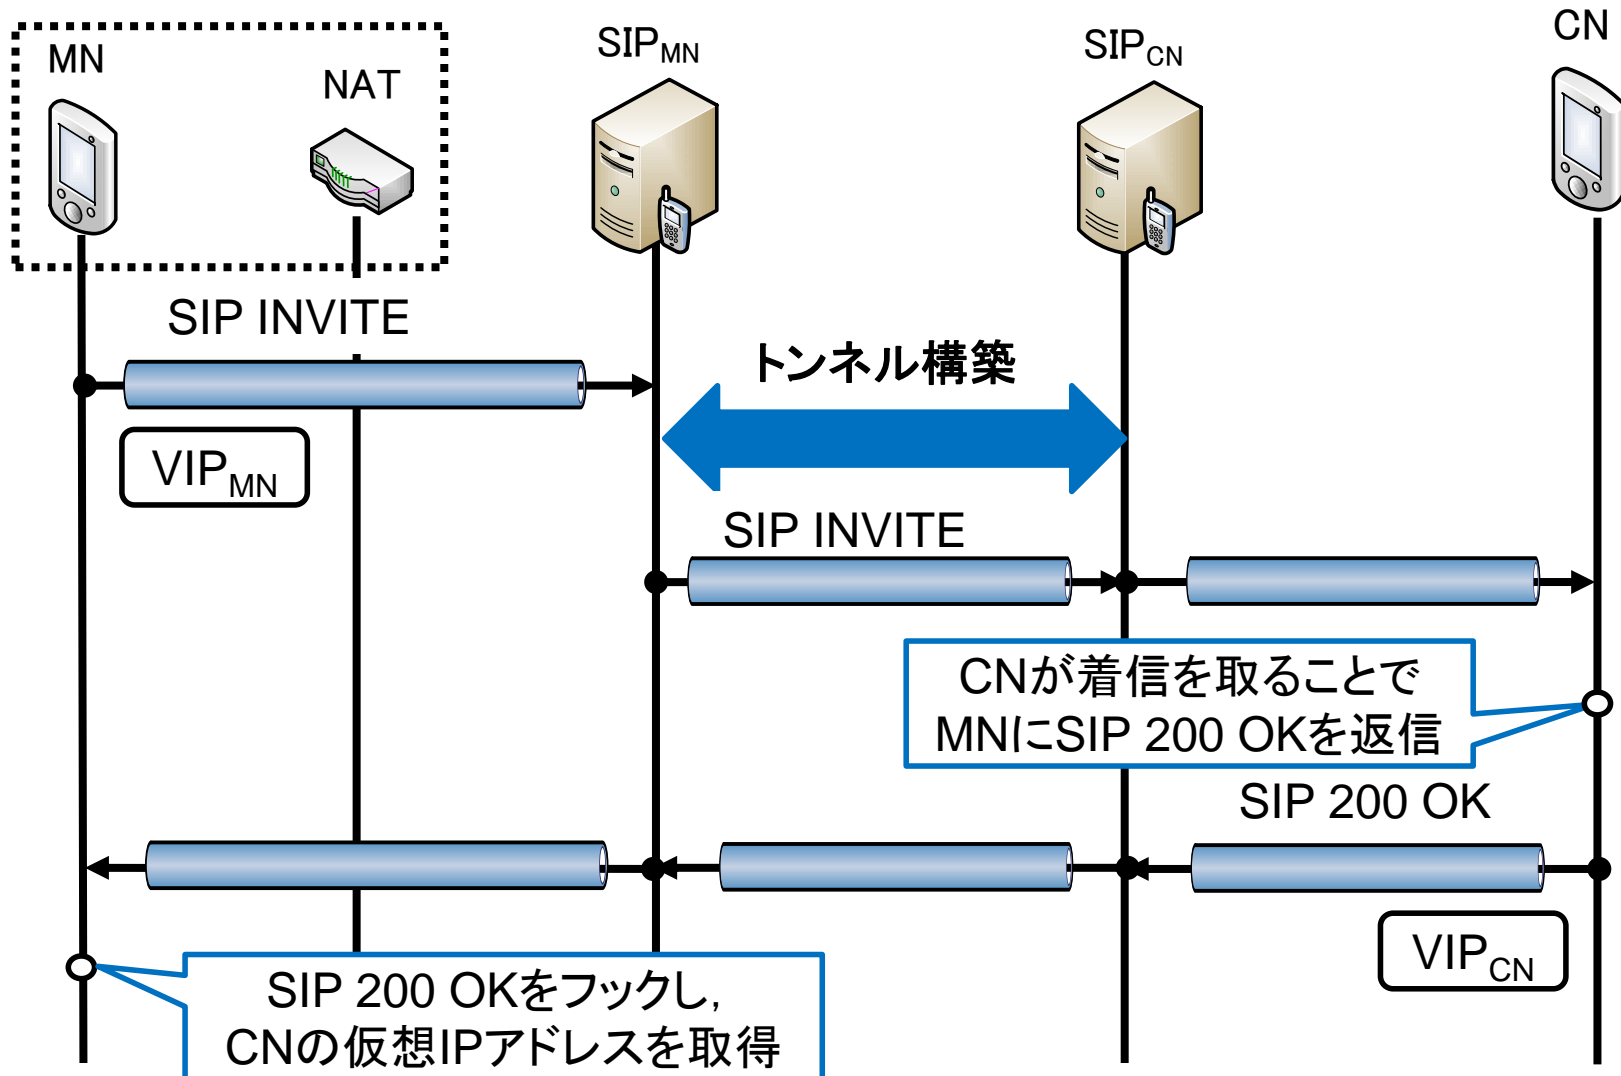 MN
NAT
SIPMN
SIPCN
CN
SIP INVITE
トンネル構築
VIPMN
SIP INVITE
CNが着信を取ることで
MNにSIP 200 OKを返信
SIP 200 OK
VIPCN
SIP 200 OKをフックし,
CNの仮想IPアドレスを取得